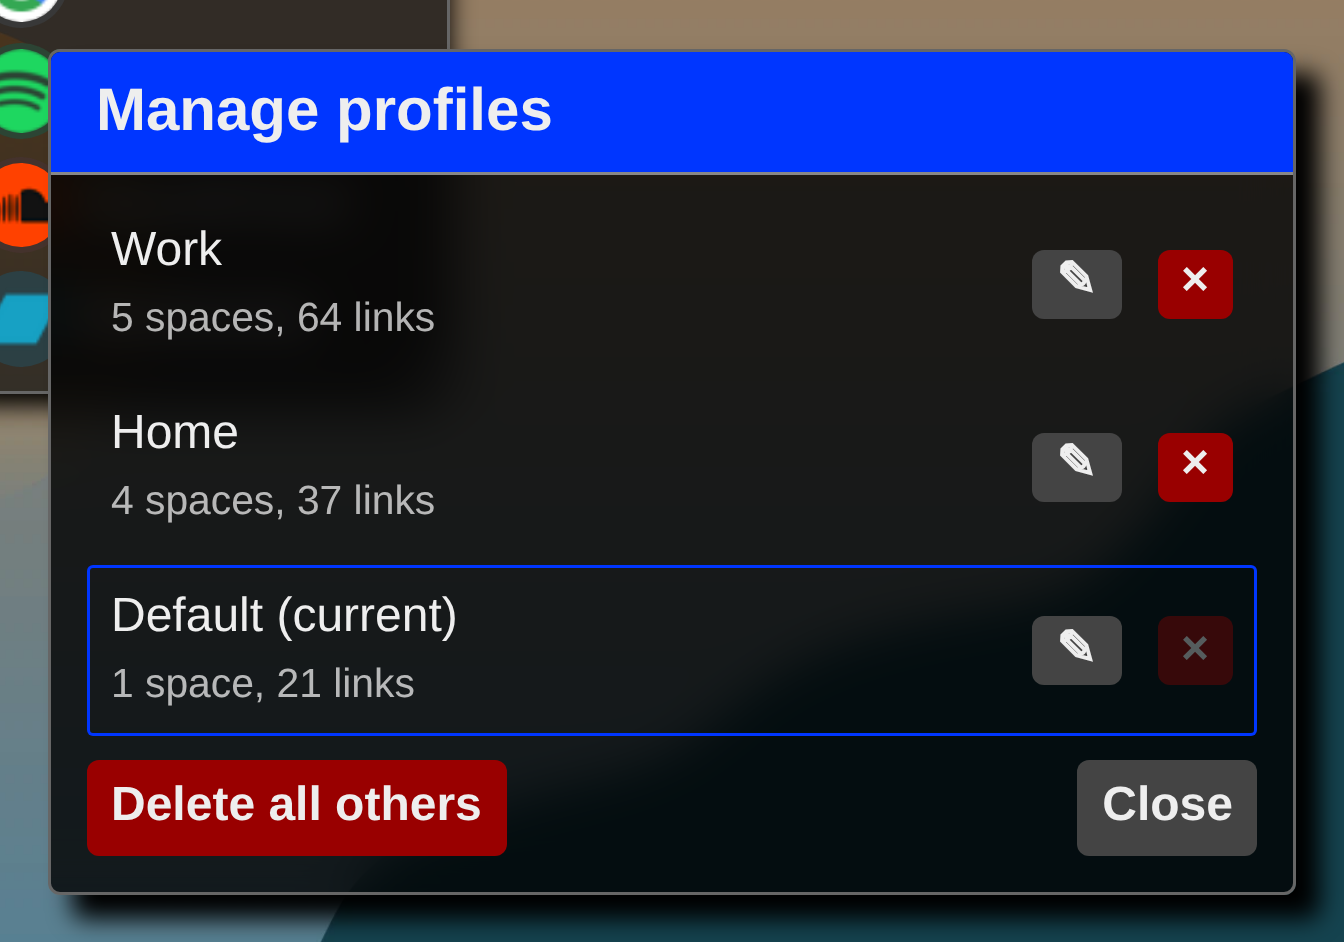 Manage profiles
Work
5 spaces, 64 links
Home
4 spaces, 37 links
Default (current)
1 space, 21 links
Delete all others
Close